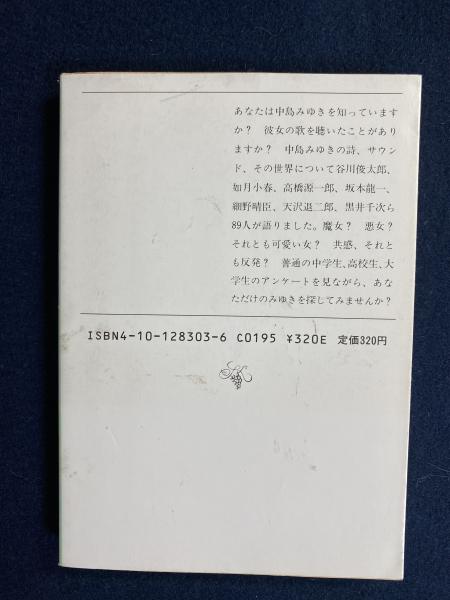 あなたは中島みゆきを知っています
か？　彼女の歌を聴いたことがあり
ますか？　中島みゆきの詩、サウン
ド、その世界について谷川俊太郎、
如月小春、高橋源一郎、坂本龍一、
細野晴臣、天沢退二郎、黒井千次ら
89人が語りました。魔女？　悪女？
それとも可愛い女？　共感、それと
も反発？　普通の中学生、高校生、大
学生のアンケートを見ながら、あな
ただけのみゆきを探してみませんか？
ISBN4-10-128303-6 C0195 ¥320E 定価320円